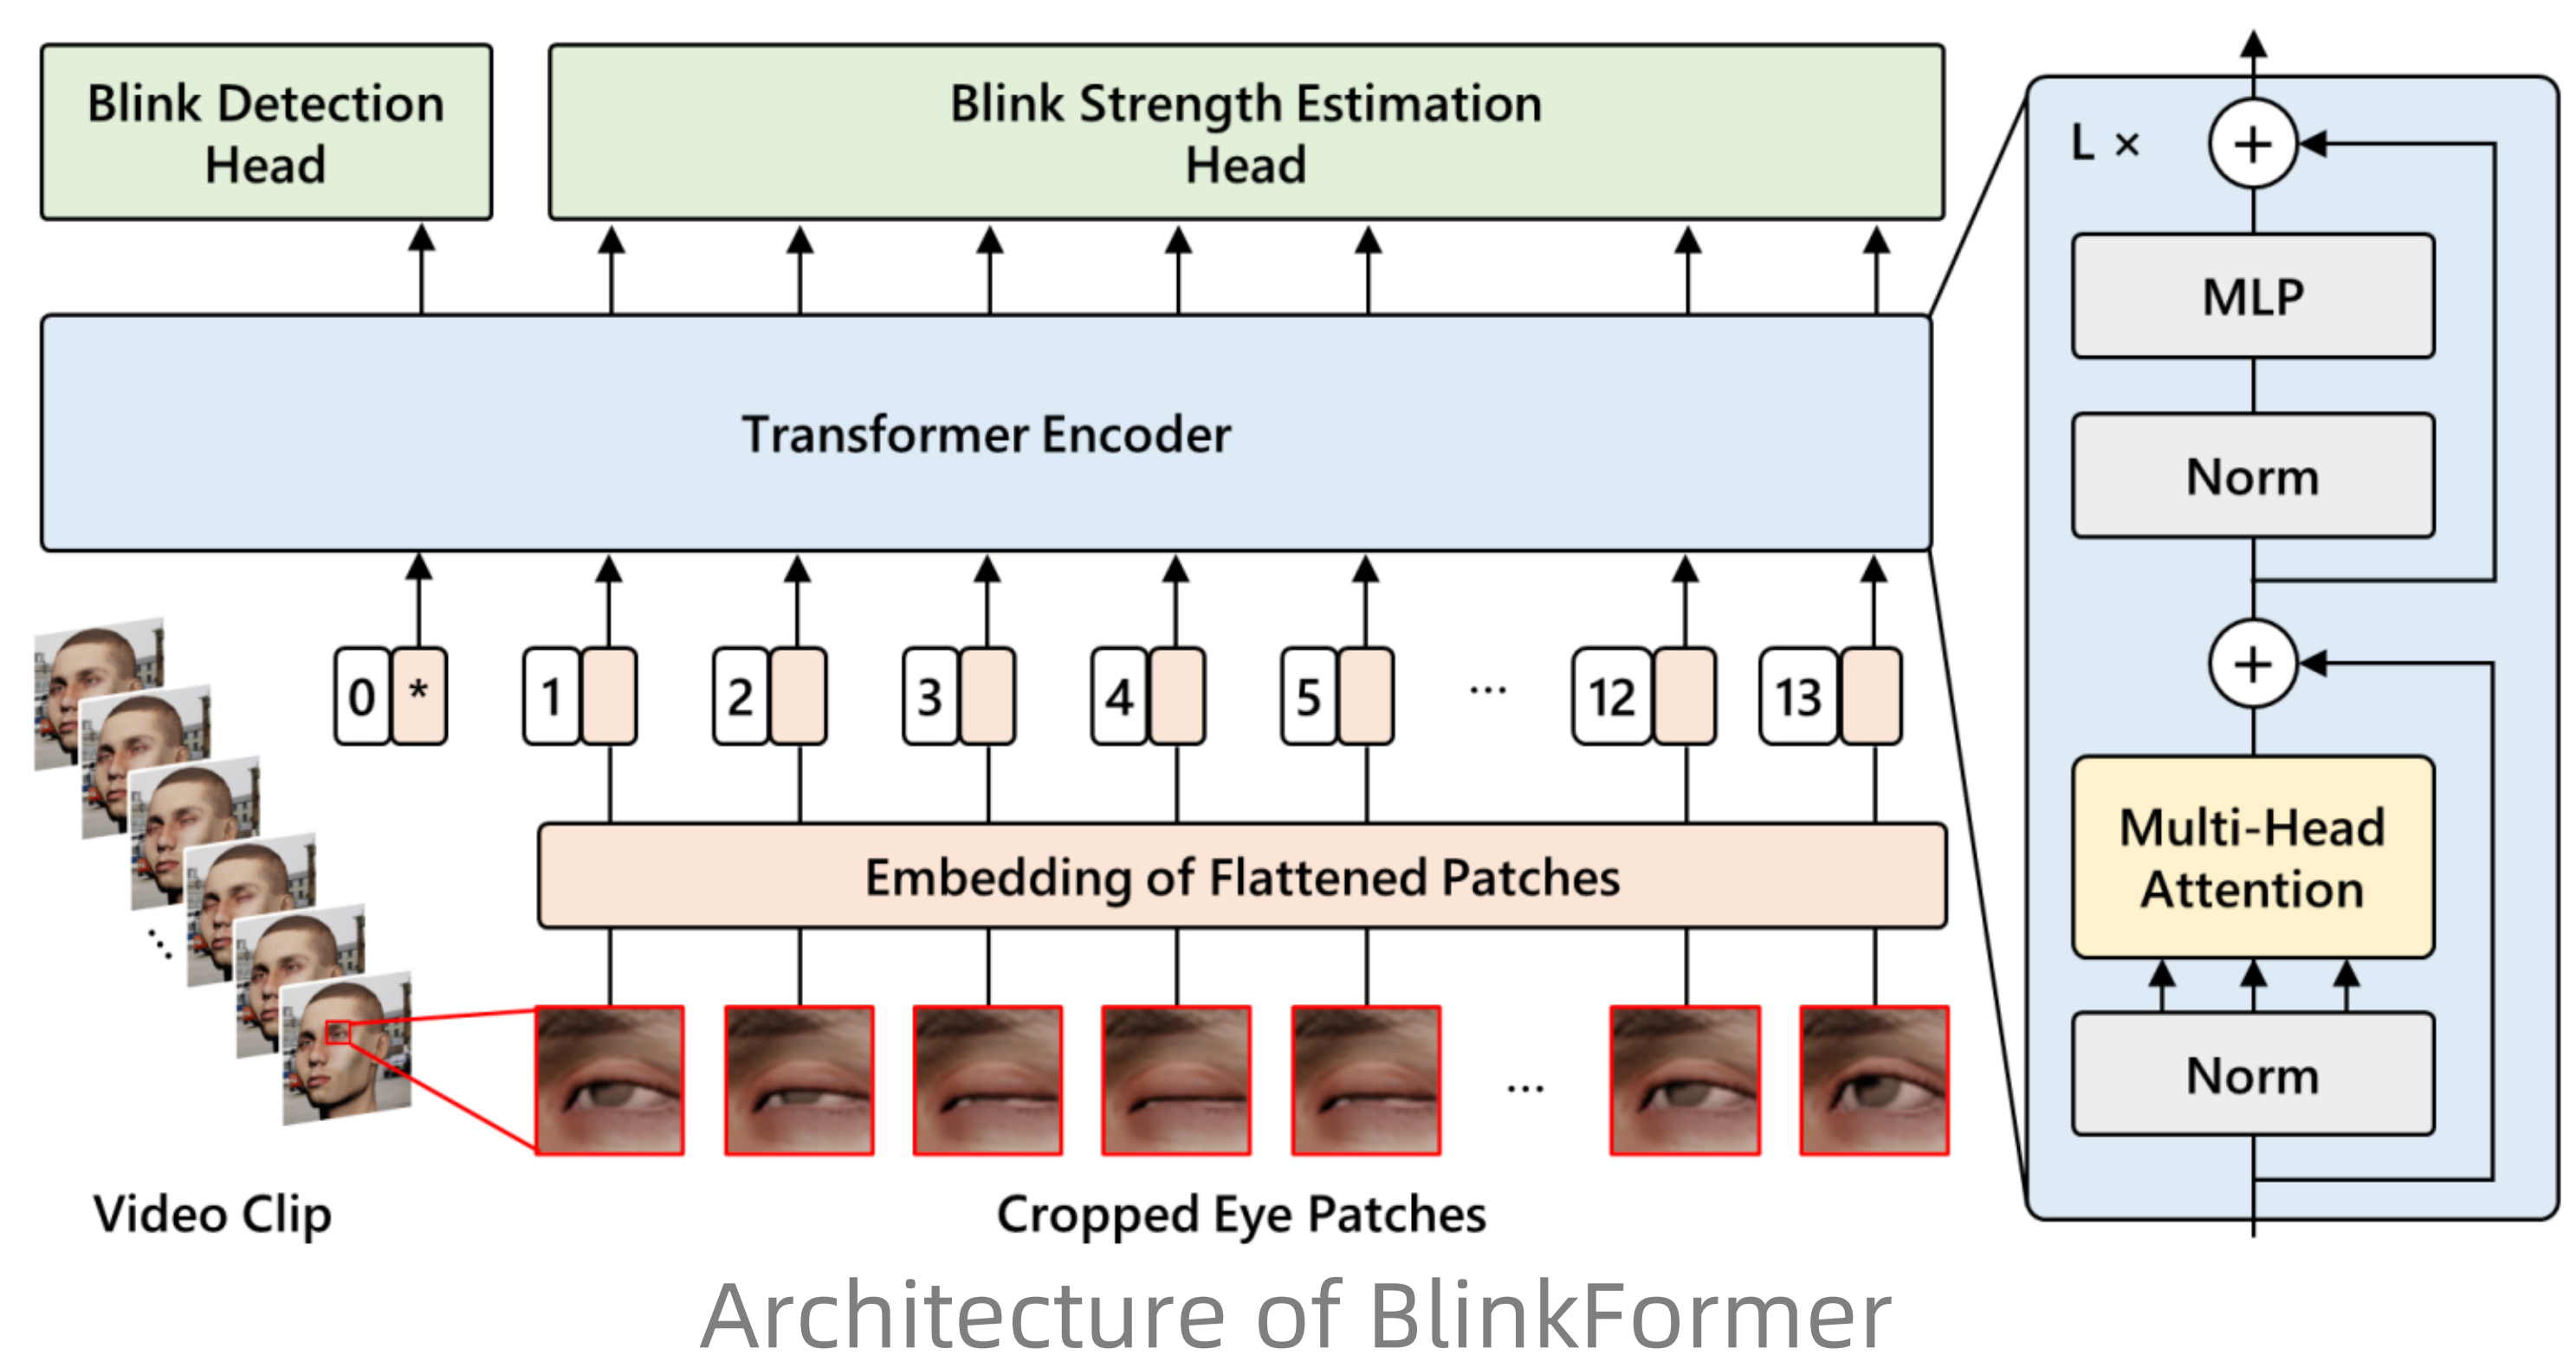 Blink Detection
Head
Blink Strength Estimation
Head
Transformer Encoder
0 * 1 2 3 4 5 ... 12 13
Embedding of Flattened Patches
...
Video Clip
Cropped Eye Patches
L ×
+
MLP
Norm
+
Multi-Head
Attention
Norm
Architecture of BlinkFormer